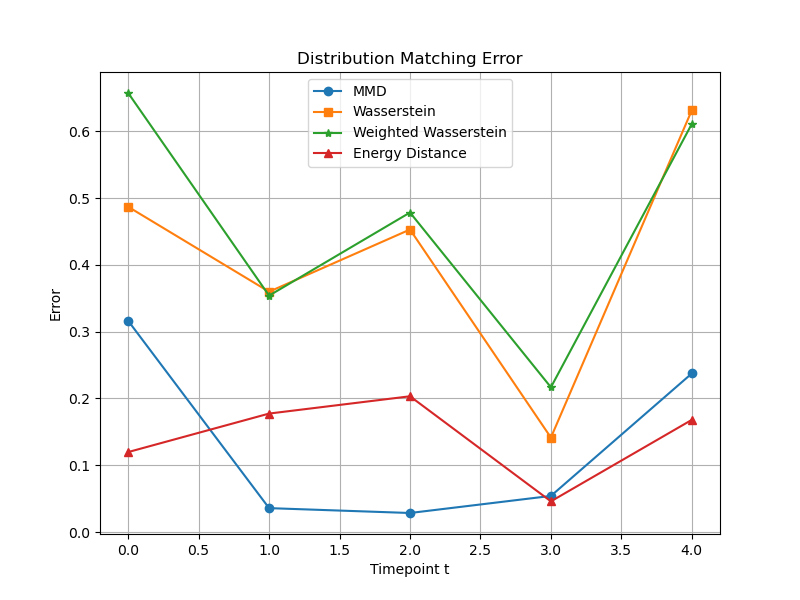 Distribution Matching Error
MMD
Wasserstein
Weighted Wasserstein
Energy Distance
Error
0.6
0.5
0.4
0.3
0.2
0.1
0.0
0.0 0.5 1.0 1.5 2.0 2.5 3.0 3.5 4.0
Timepoint t